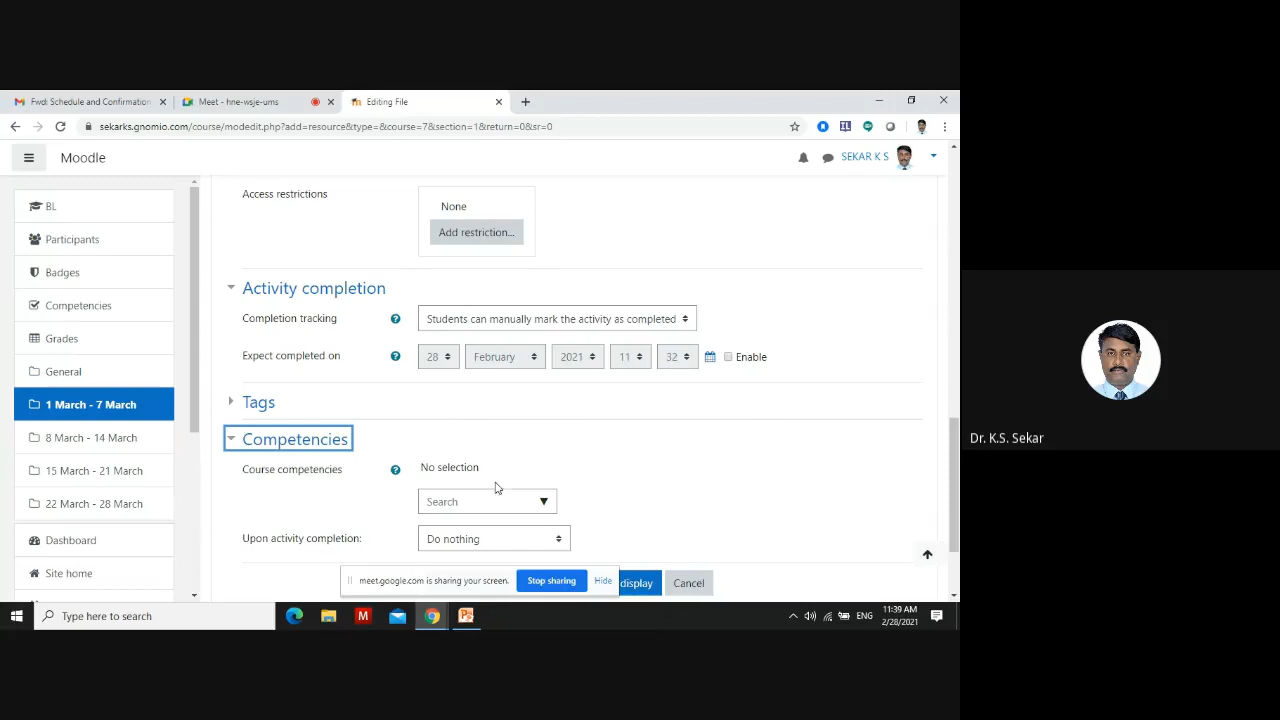 Fwd: Schedule and Confirmation
Meet - hne-wsje-ums
Editing File
sekarks.gnomio.com/course/modedit.php?add=resource&type=&course=7&section=1&return=0&sr=0
Moodle
SEKAR K S
BL
Participants
Badges
Competencies
Grades
General
1 March - 7 March
8 March - 14 March
15 March - 21 March
22 March - 28 March
Dashboard
Site home
Access restrictions
None
Add restriction...
Activity completion
Completion tracking
Students can manually mark the activity as completed
Expect completed on
28 February 2021 11 32 Enable
Tags
Competencies
Course competencies
No selection
Search
Upon activity completion:
Do nothing
meet.google.com is sharing your screen.
Stop sharing
Hide
display
Cancel
Type here to search
ENG
11:39 AM
2/28/2021
Dr. K.S. Sekar